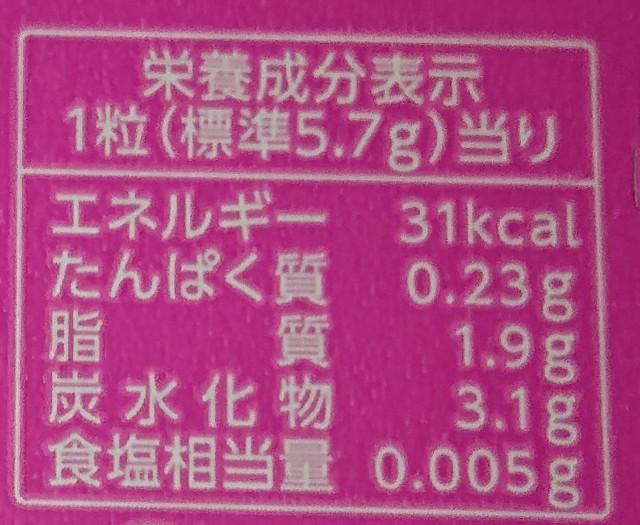 栄養成分表示
1粒(標準5.7g)当り
エネルギー 31kcal
たんぱく質 0.23g
脂質 1.9g
炭水化物 3.1g
食塩相当量 0.005g